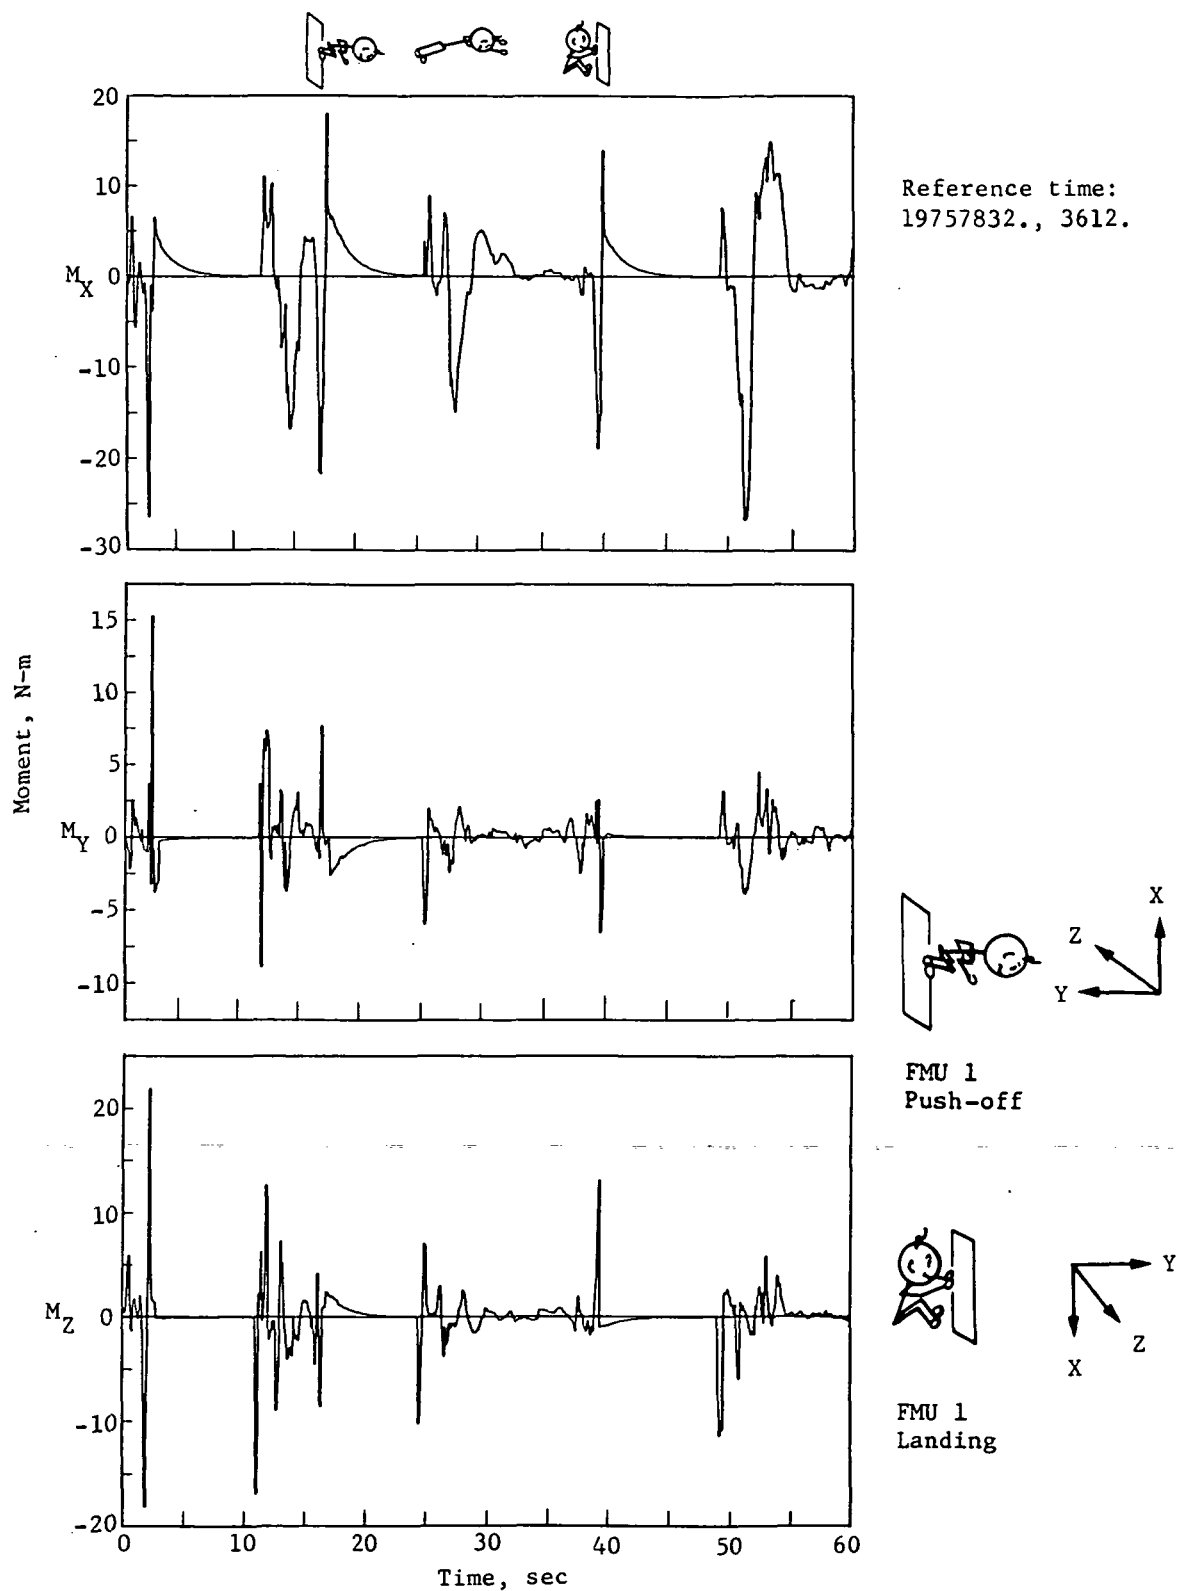 20
10
M_X 0
-10
-20
-30
Reference time:
19757832., 3612.
Moment, N-m
15
10
5
M_Y 0
-5
-10
X
Z
Y
FMU 1
Push-off
20
10
M_Z 0
-10
-20
0 10 20 30 40 50 60
Time, sec
Y
Z
X
FMU 1
Landing